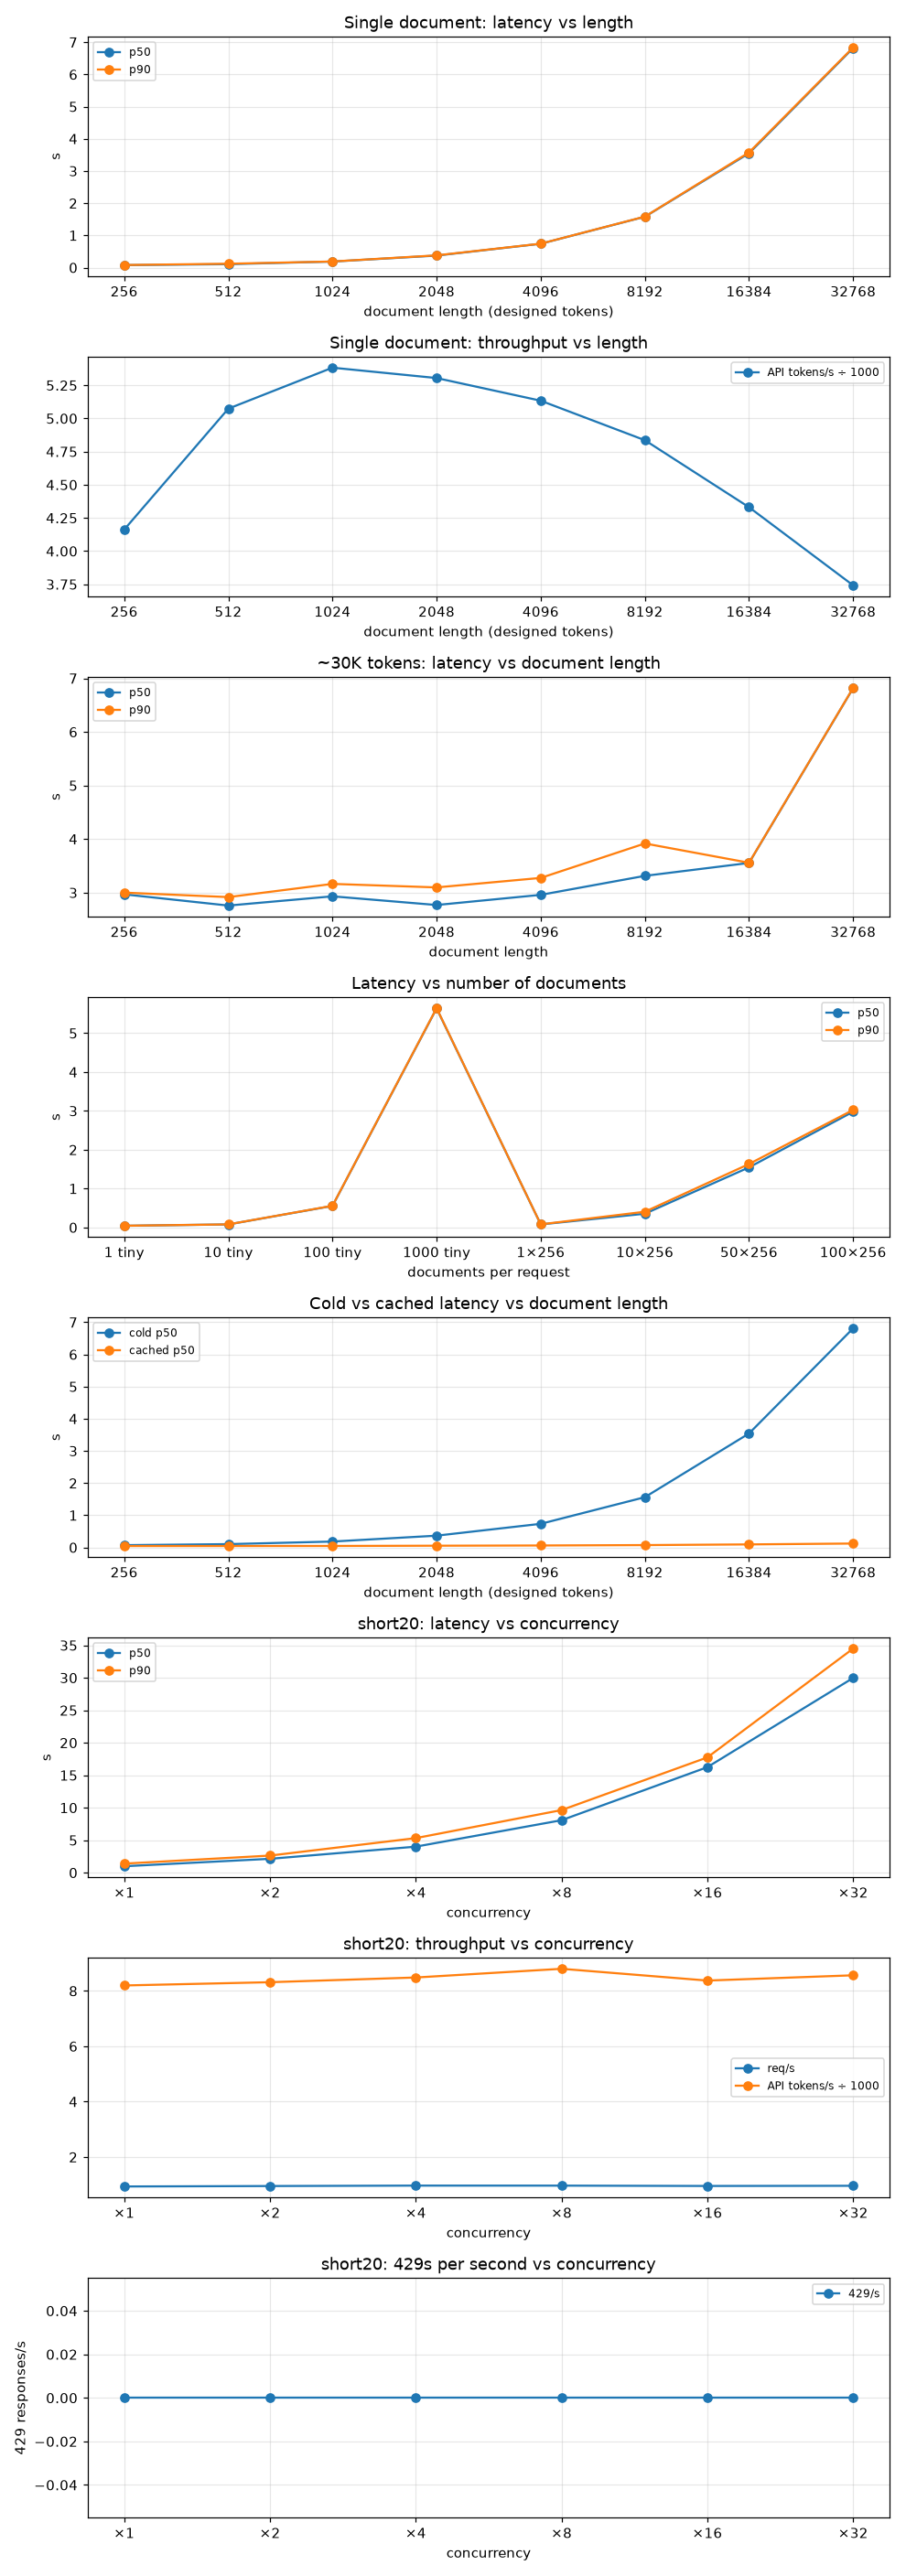 Single document: latency vs length
p50
p90
7
6
5
4
3
2
1
0
s
256 512 1024 2048 4096 8192 16384 32768
document length (designed tokens)
Single document: throughput vs length
API tokens/s ÷ 1000
5.25
5.00
4.75
4.50
4.25
4.00
3.75
256 512 1024 2048 4096 8192 16384 32768
document length (designed tokens)
~30K tokens: latency vs document length
p50
p90
7
6
5
4
3
s
256 512 1024 2048 4096 8192 16384 32768
document length
Latency vs number of documents
p50
p90
5
4
3
2
1
0
s
1 tiny 10 tiny 100 tiny 1000 tiny 1×256 10×256 50×256 100×256
documents per request
Cold vs cached latency vs document length
cold p50
cached p50
7
6
5
4
3
2
1
0
s
256 512 1024 2048 4096 8192 16384 32768
document length (designed tokens)
short20: latency vs concurrency
p50
p90
35
30
25
20
15
10
5
0
s
×1 ×2 ×4 ×8 ×16 ×32
concurrency
short20: throughput vs concurrency
8
6
4
2
req/s
API tokens/s ÷ 1000
×1 ×2 ×4 ×8 ×16 ×32
concurrency
short20: 429s per second vs concurrency
429/s
0.04
0.02
0.00
−0.02
−0.04
429 responses/s
×1 ×2 ×4 ×8 ×16 ×32
concurrency